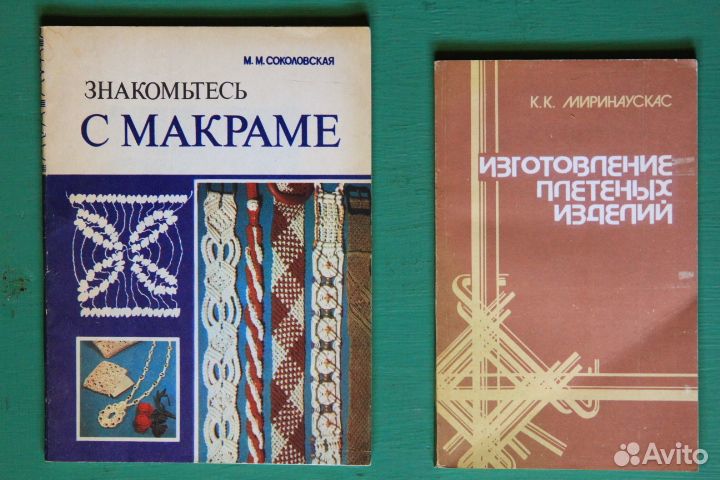 М. М. СОКОЛОВСКАЯ
ЗНАКОМЬТЕСЬ
С МАКРАМЕ
К. К. МИРИНАУСКАС
ИЗГОТОВЛЕНИЕ
ПЛЕТЕНЫХ
ИЗДЕЛИЙ
Avito